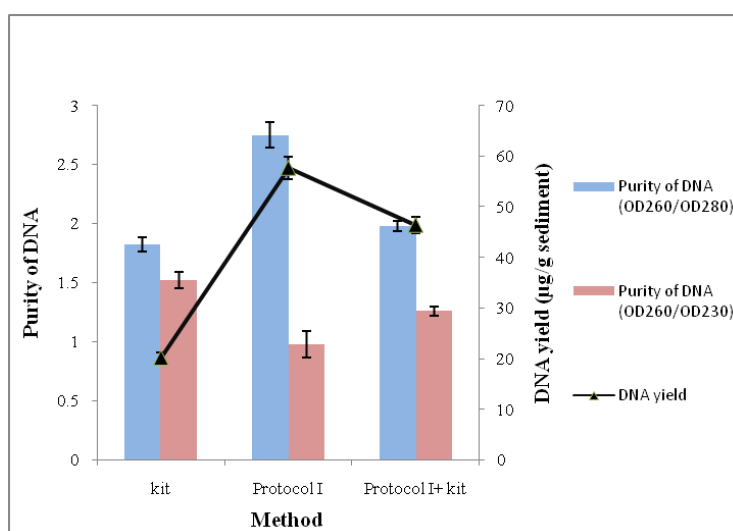 Purity of DNA
3
2.5
2
1.5
1
0.5
0
kit
Protocol I
Protocol I+ kit
Method
70
60
50
40
30
20
10
0
DNA yield (µg/g sediment)
Purity of DNA
(OD260/OD280)
Purity of DNA
(OD260/OD230)
DNA yield